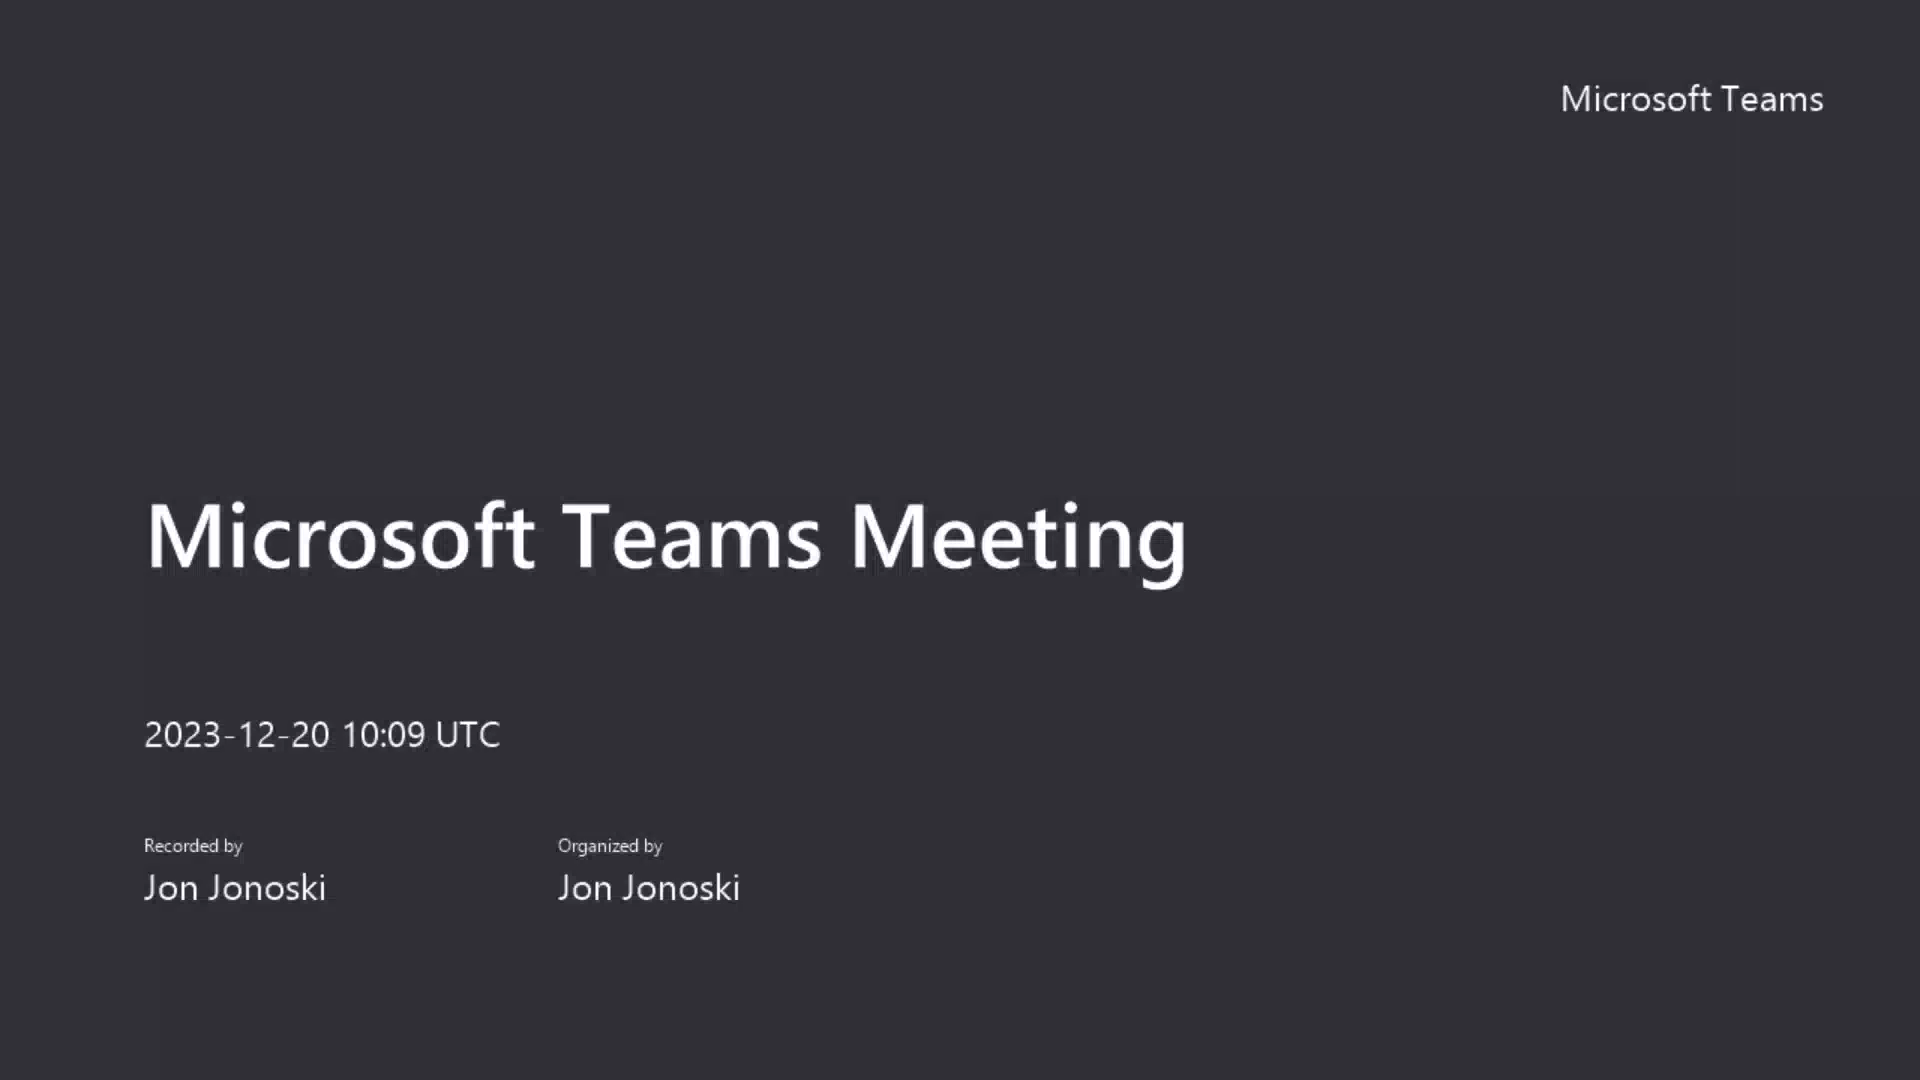 Microsoft Teams
Microsoft Teams Meeting
2023-12-20 10:09 UTC
Recorded by
Jon Jonoski
Organized by
Jon Jonoski